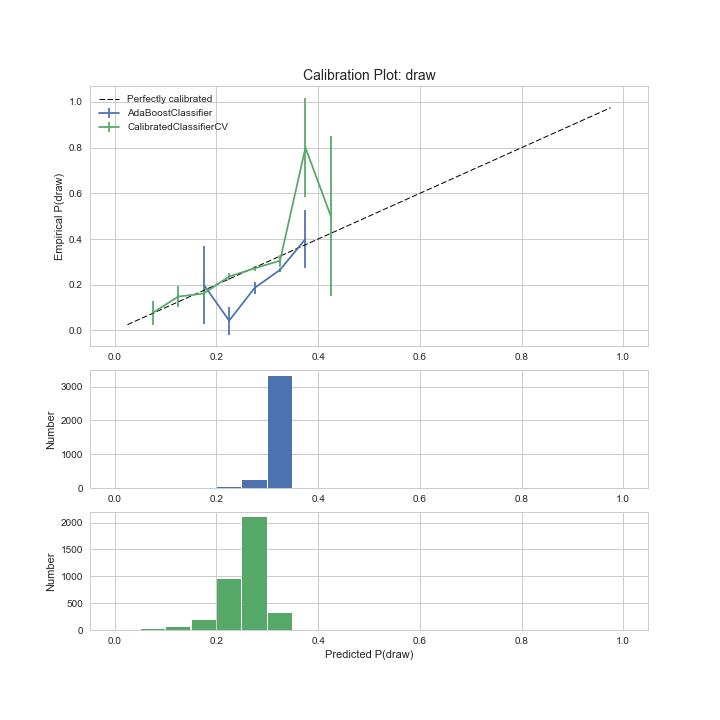 Calibration Plot: draw
Perfectly calibrated
AdaBoostClassifier
CalibratedClassifierCV
Empirical P(draw)
1.0
0.8
0.6
0.4
0.2
0.0
0.0 0.2 0.4 0.6 0.8 1.0
Number
3000
2000
1000
0
0.0 0.2 0.4 0.6 0.8 1.0
Number
2000
1500
1000
500
0
0.0 0.2 0.4 0.6 0.8 1.0
Predicted P(draw)